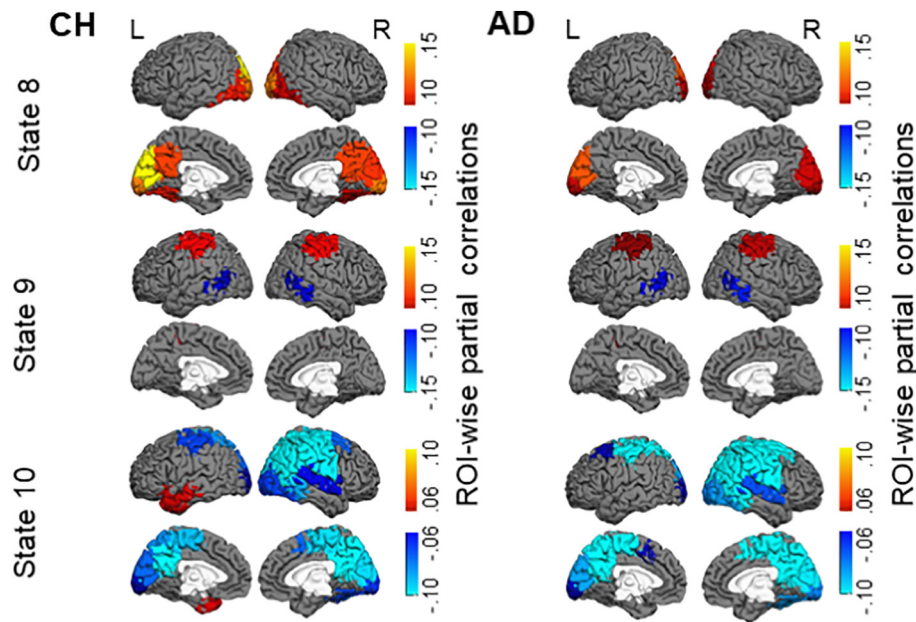 CH
L
R
AD
L
R
State 8
.15
.10
-.10
-.15
.15
.10
-.10
-.15
State 9
.15
.10
-.10
-.15
.15
.10
-.10
-.15
State 10
.10
.06
-.06
-.10
.10
.06
-.06
-.10
ROI-wise partial correlations
ROI-wise partial correlations